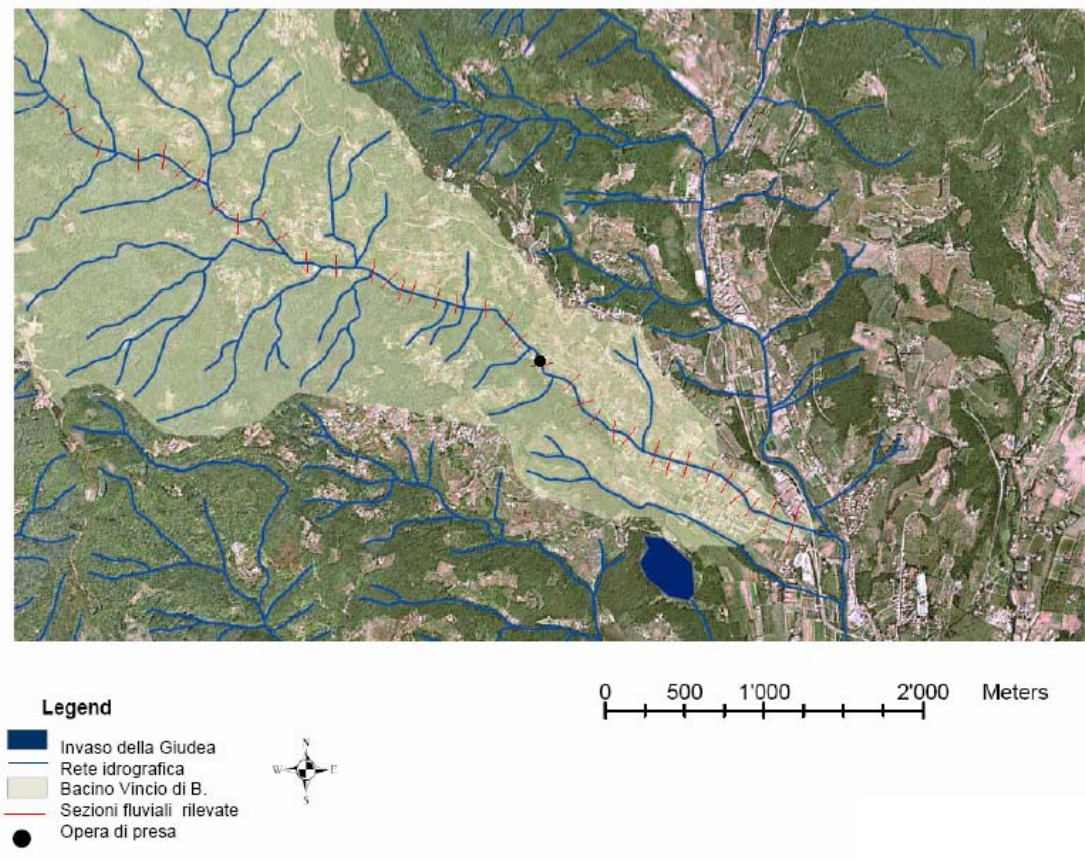 0 500 1'000 2'000 Meters
Legend
Invaso della Giudea
Rete idrografica
Bacino Vincio di B.
Sezioni fluviali rilevate
Opera di presa
N
W E
S